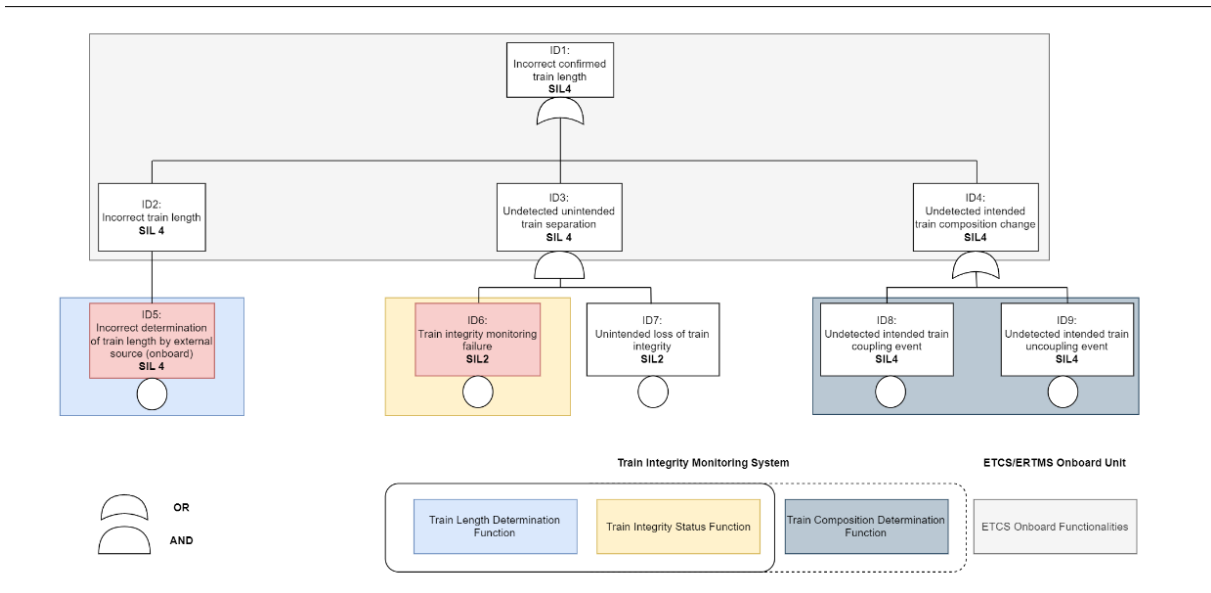 ID1:
Incorrect confirmed
train length
SIL4
ID2:
Incorrect train length
SIL 4
ID3:
Undetected unintended
train separation
SIL 4
ID4:
Undetected intended
train composition change
SIL4
ID5:
Incorrect determination
of train length by external
source (onboard)
SIL 4
ID6:
Train integrity monitoring
failure
SIL2
ID7:
Unintended loss of train
integrity
SIL2
ID8:
Undetected intended train
coupling event
SIL4
ID9:
Undetected intended train
uncoupling event
SIL4
OR
AND
Train Integrity Monitoring System
ETCS/ERTMS Onboard Unit
Train Length Determination
Function
Train Integrity Status Function
Train Composition Determination
Function
ETCS Onboard Functionalities